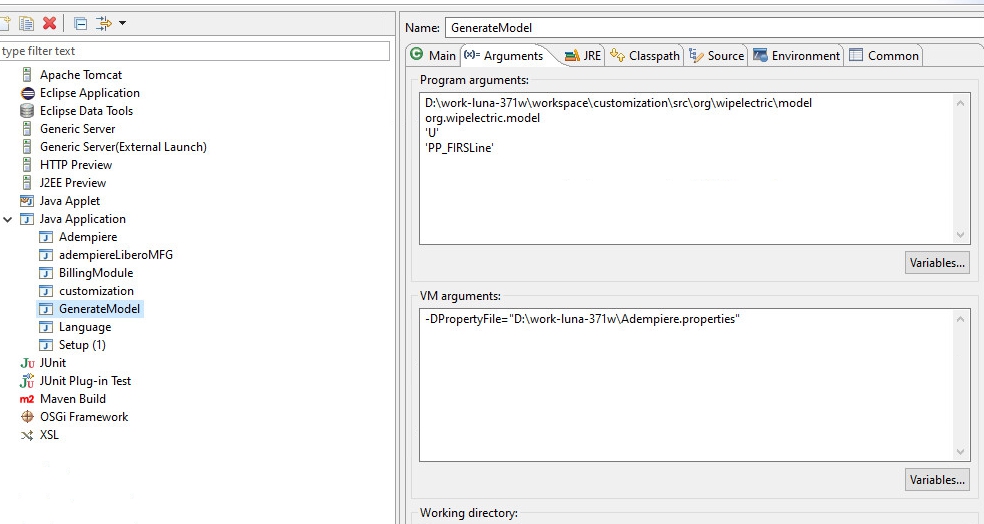 type filter text
Apache Tomcat
Eclipse Application
Eclipse Data Tools
Generic Server
Generic Server(External Launch)
HTTP Preview
J2EE Preview
Java Applet
Java Application
Adempiere
adempiereLiberoMFG
BillingModule
customization
GenerateModel
Language
Setup (1)
JUnit
JUnit Plug-in Test
Maven Build
OSGi Framework
XSL
Name: GenerateModel
Main (x)= Arguments JRE Classpath Source Environment Common
Program arguments:
D:\work-luna-371w\workspace\customization\src\org\wipelectric\model
org.wipelectric.model
'U'
'PP_FIRSLine'
Variables...
VM arguments:
-DPropertyFile="D:\work-luna-371w\Adempiere.properties"
Variables...
Working directory: